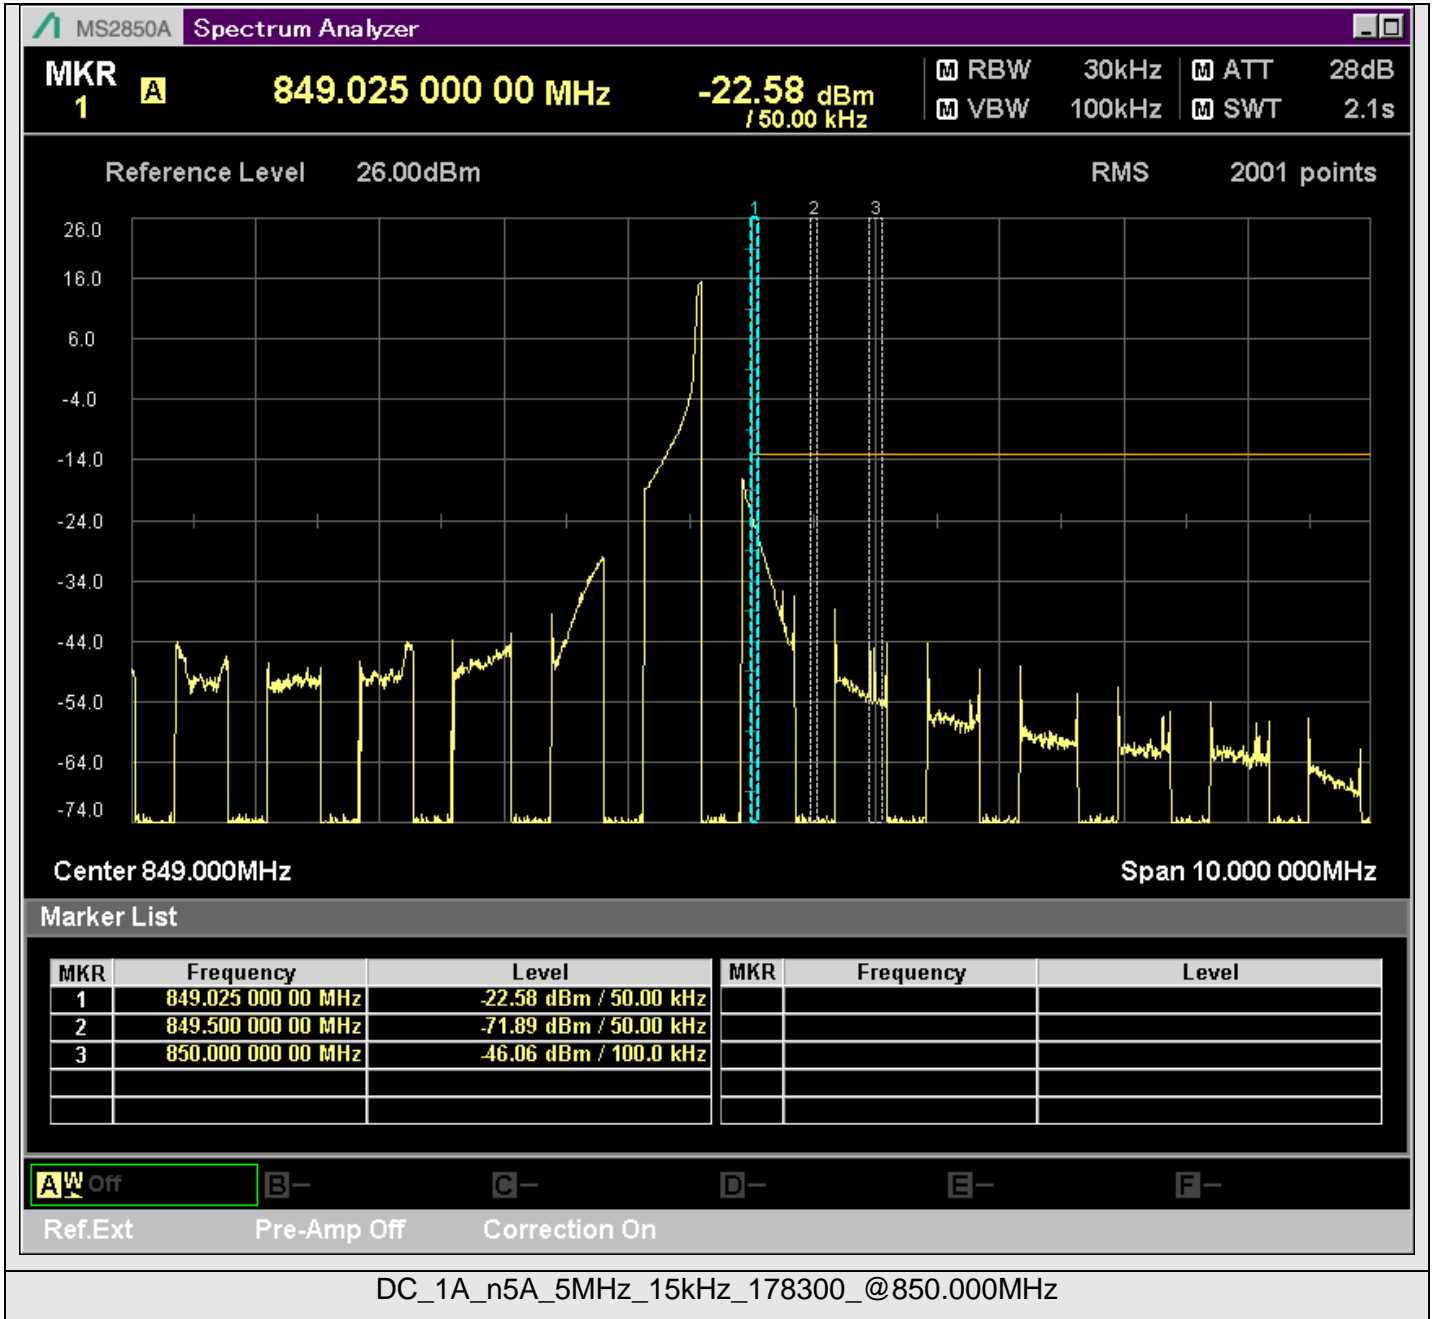 MS2850A Spectrum Analyzer
MKR 1 A 849.025 000 00 MHz -22.58 dBm / 50.00 kHz
M RBW 30kHz M ATT 28dB
M VBW 100kHz M SWT 2.1s
Reference Level 26.00dBm RMS 2001 points
1 2 3
26.0
16.0
6.0
-4.0
-14.0
-24.0
-34.0
-44.0
-54.0
-64.0
-74.0
Center 849.000MHz Span 10.000 000MHz
Marker List
MKR Frequency Level MKR Frequency Level
1 849.025 000 00 MHz -22.58 dBm / 50.00 kHz
2 849.500 000 00 MHz -71.89 dBm / 50.00 kHz
3 850.000 000 00 MHz -46.06 dBm / 100.0 kHz
A W Off B — C — D — E — F —
Ref.Ext Pre-Amp Off Correction On
DC_1A_n5A_5MHz_15kHz_178300_@850.000MHz